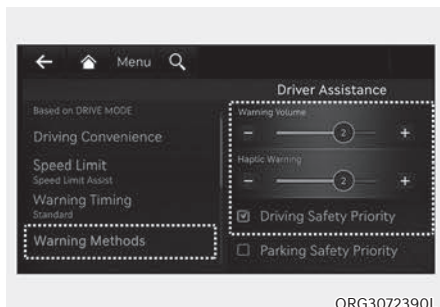 Menu
Driver Assistance
Based on DRIVE MODE
Driving Convenience
Speed Limit
Speed Limit Assist
Warning Timing
Standard
Warning Methods
Warning Volume
- 2 +
Haptic Warning
- 2 +
Driving Safety Priority
Parking Safety Priority
ORG3072390L